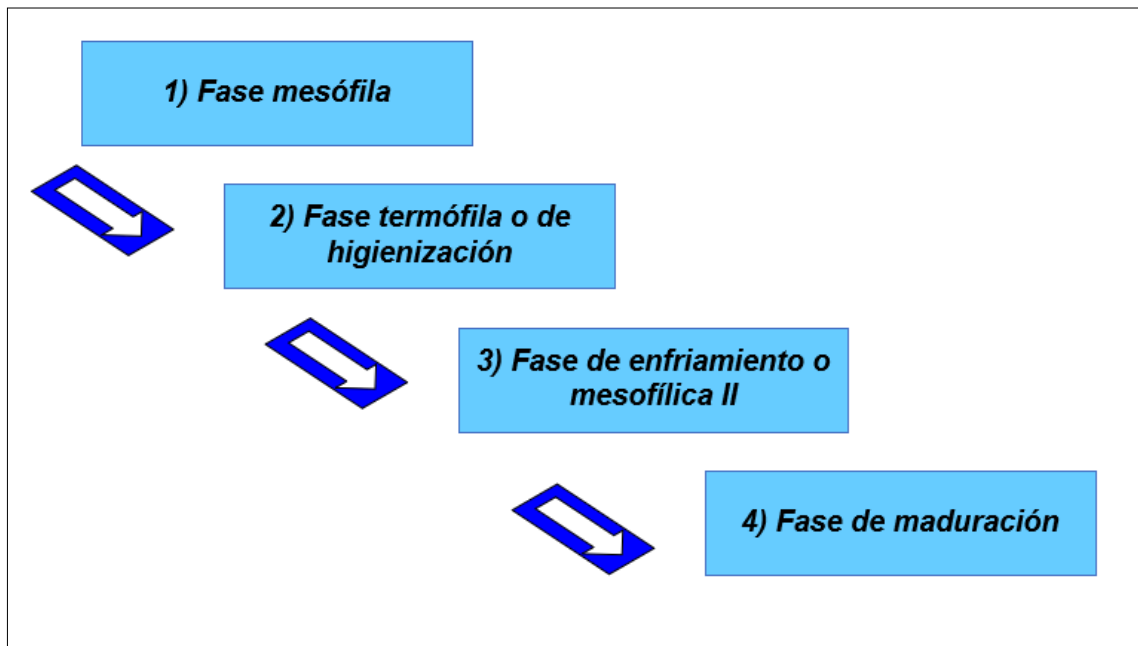 1) Fase mesófila
2) Fase termófila o de
higienización
3) Fase de enfriamiento o
mesofílica II
4) Fase de maduración